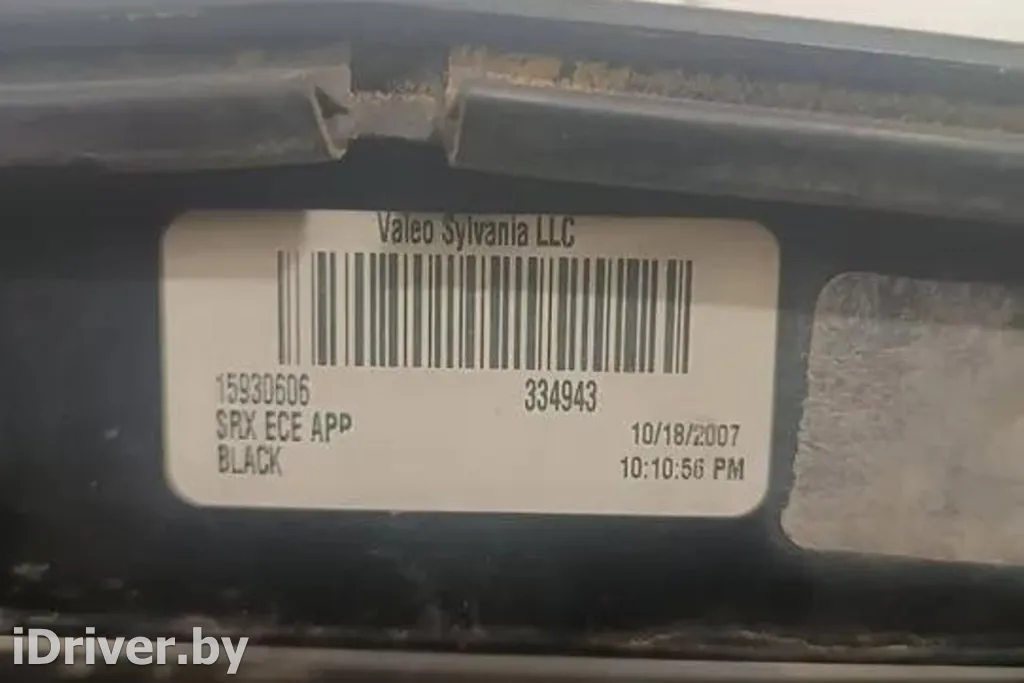 Valeo Sylvania LLC
15930606 334943
SRX ECE APP 10/18/2007
BLACK 10:10:56 PM
iDriver.by